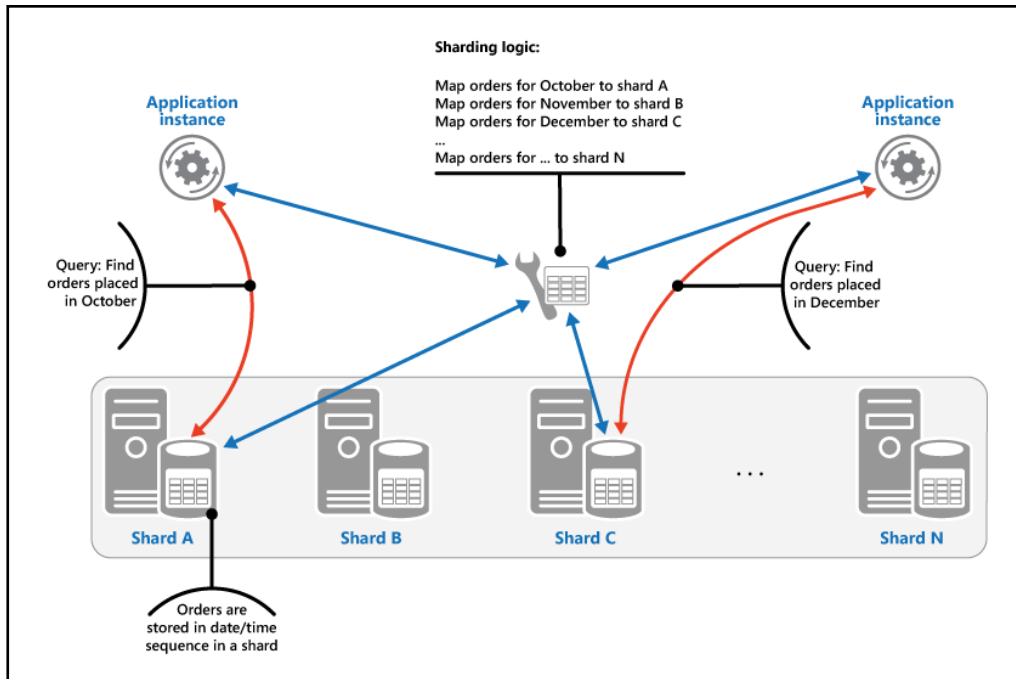 Sharding logic:
Map orders for October to shard A
Map orders for November to shard B
Map orders for December to shard C
...
Map orders for ... to shard N
Application
instance
Application
instance
Query: Find
orders placed
in October
Query: Find
orders placed
in December
...
Shard A
Shard B
Shard C
Shard N
Orders are
stored in date/time
sequence in a shard